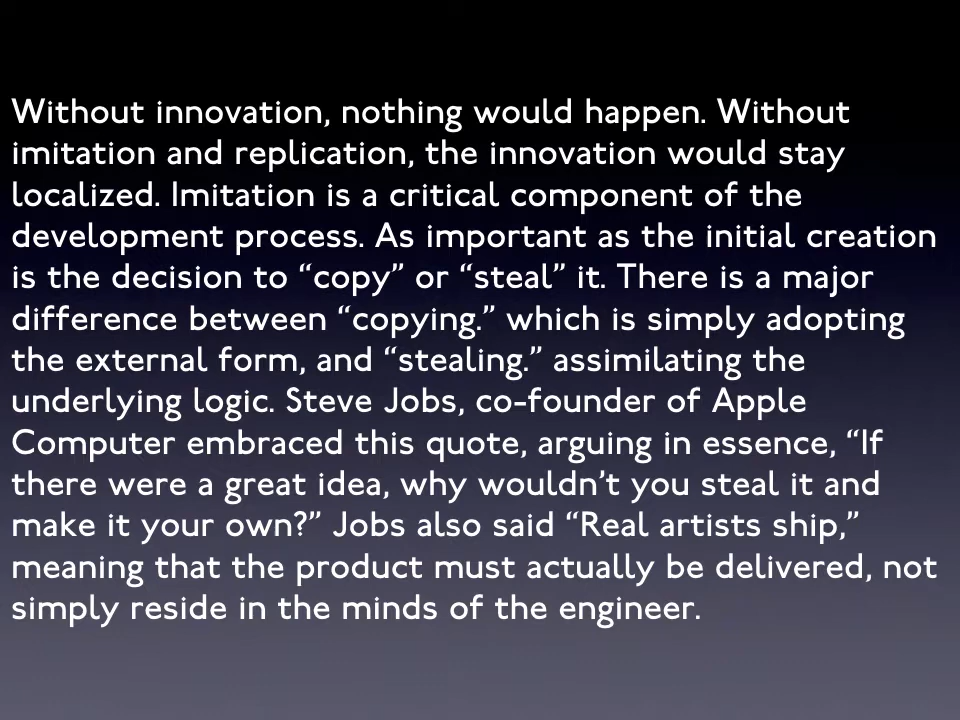 Without innovation, nothing would happen. Without
imitation and replication, the innovation would stay
localized. Imitation is a critical component of the
development process. As important as the initial creation
is the decision to “copy” or “steal” it. There is a major
difference between “copying.” which is simply adopting
the external form, and “stealing.” assimilating the
underlying logic. Steve Jobs, co-founder of Apple
Computer embraced this quote, arguing in essence, “If
there were a great idea, why wouldn’t you steal it and
make it your own?” Jobs also said “Real artists ship,”
meaning that the product must actually be delivered, not
simply reside in the minds of the engineer.